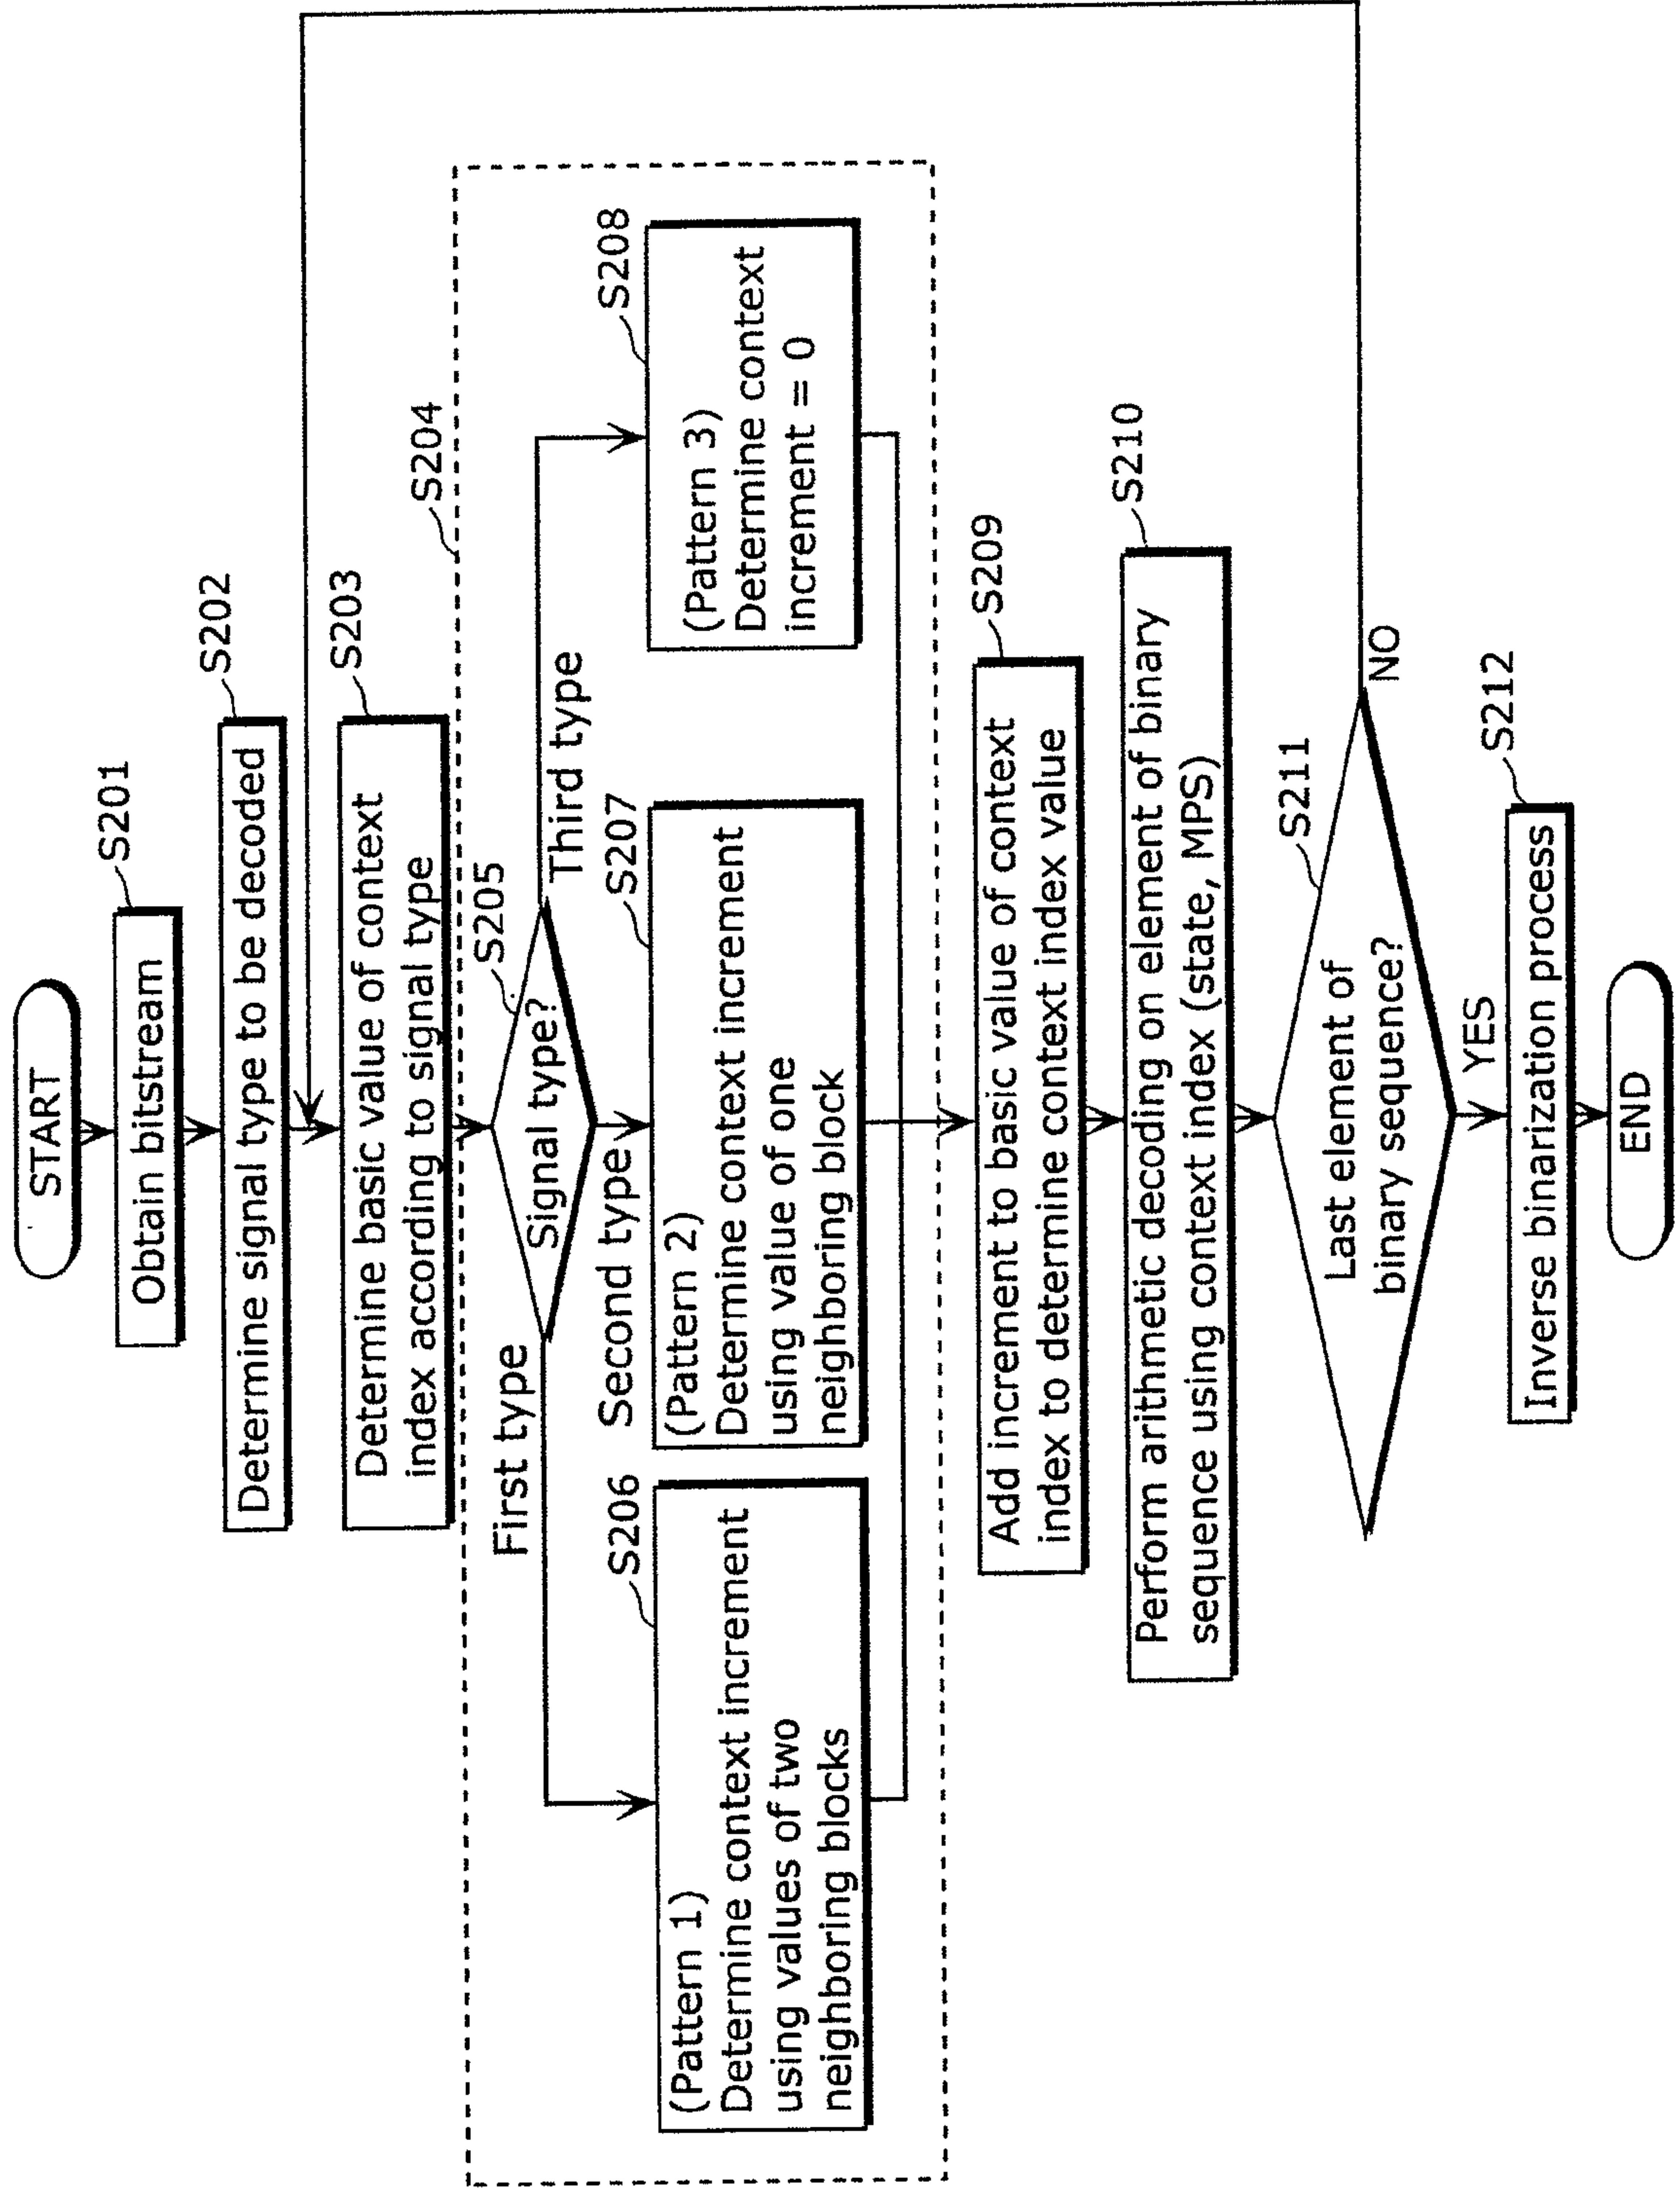 START
S201
Obtain bitstream
S202
Determine signal type to be decoded
S203
Determine basic value of context
index according to signal type
S204
S205
Signal type?
First type
Second type
Third type
S206
(Pattern 1)
Determine context increment
using values of two
neighboring blocks
S207
(Pattern 2)
Determine context increment
using value of one
neighboring block
S208
(Pattern 3)
Determine context
increment = 0
S209
Add increment to basic value of context
index to determine context index value
S210
Perform arithmetic decoding on element of binary
sequence using context index (state, MPS)
S211
Last element of
binary sequence?
NO
YES
S212
Inverse binarization process
END